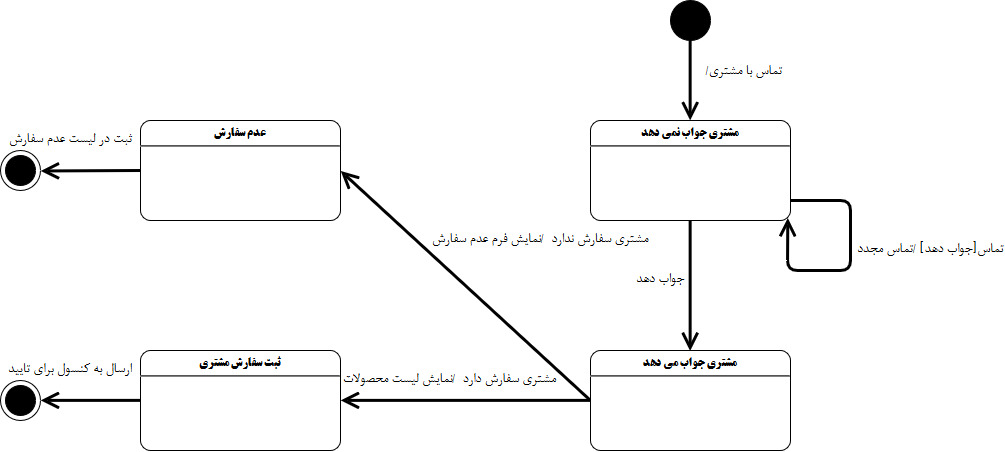 تماس با مشتری/
مشتری جواب نمی دهد
عدم سفارش
ثبت در لیست عدم سفارش
مشتری سفارش ندارد /نمایش فرم عدم سفارش
تماس[جواب دهد] /تماس مجدد
جواب دهد
مشتری جواب می دهد
ثبت سفارش مشتری
ارسال به کنسول برای تایید
مشتری سفارش دارد /نمایش لیست محصولات